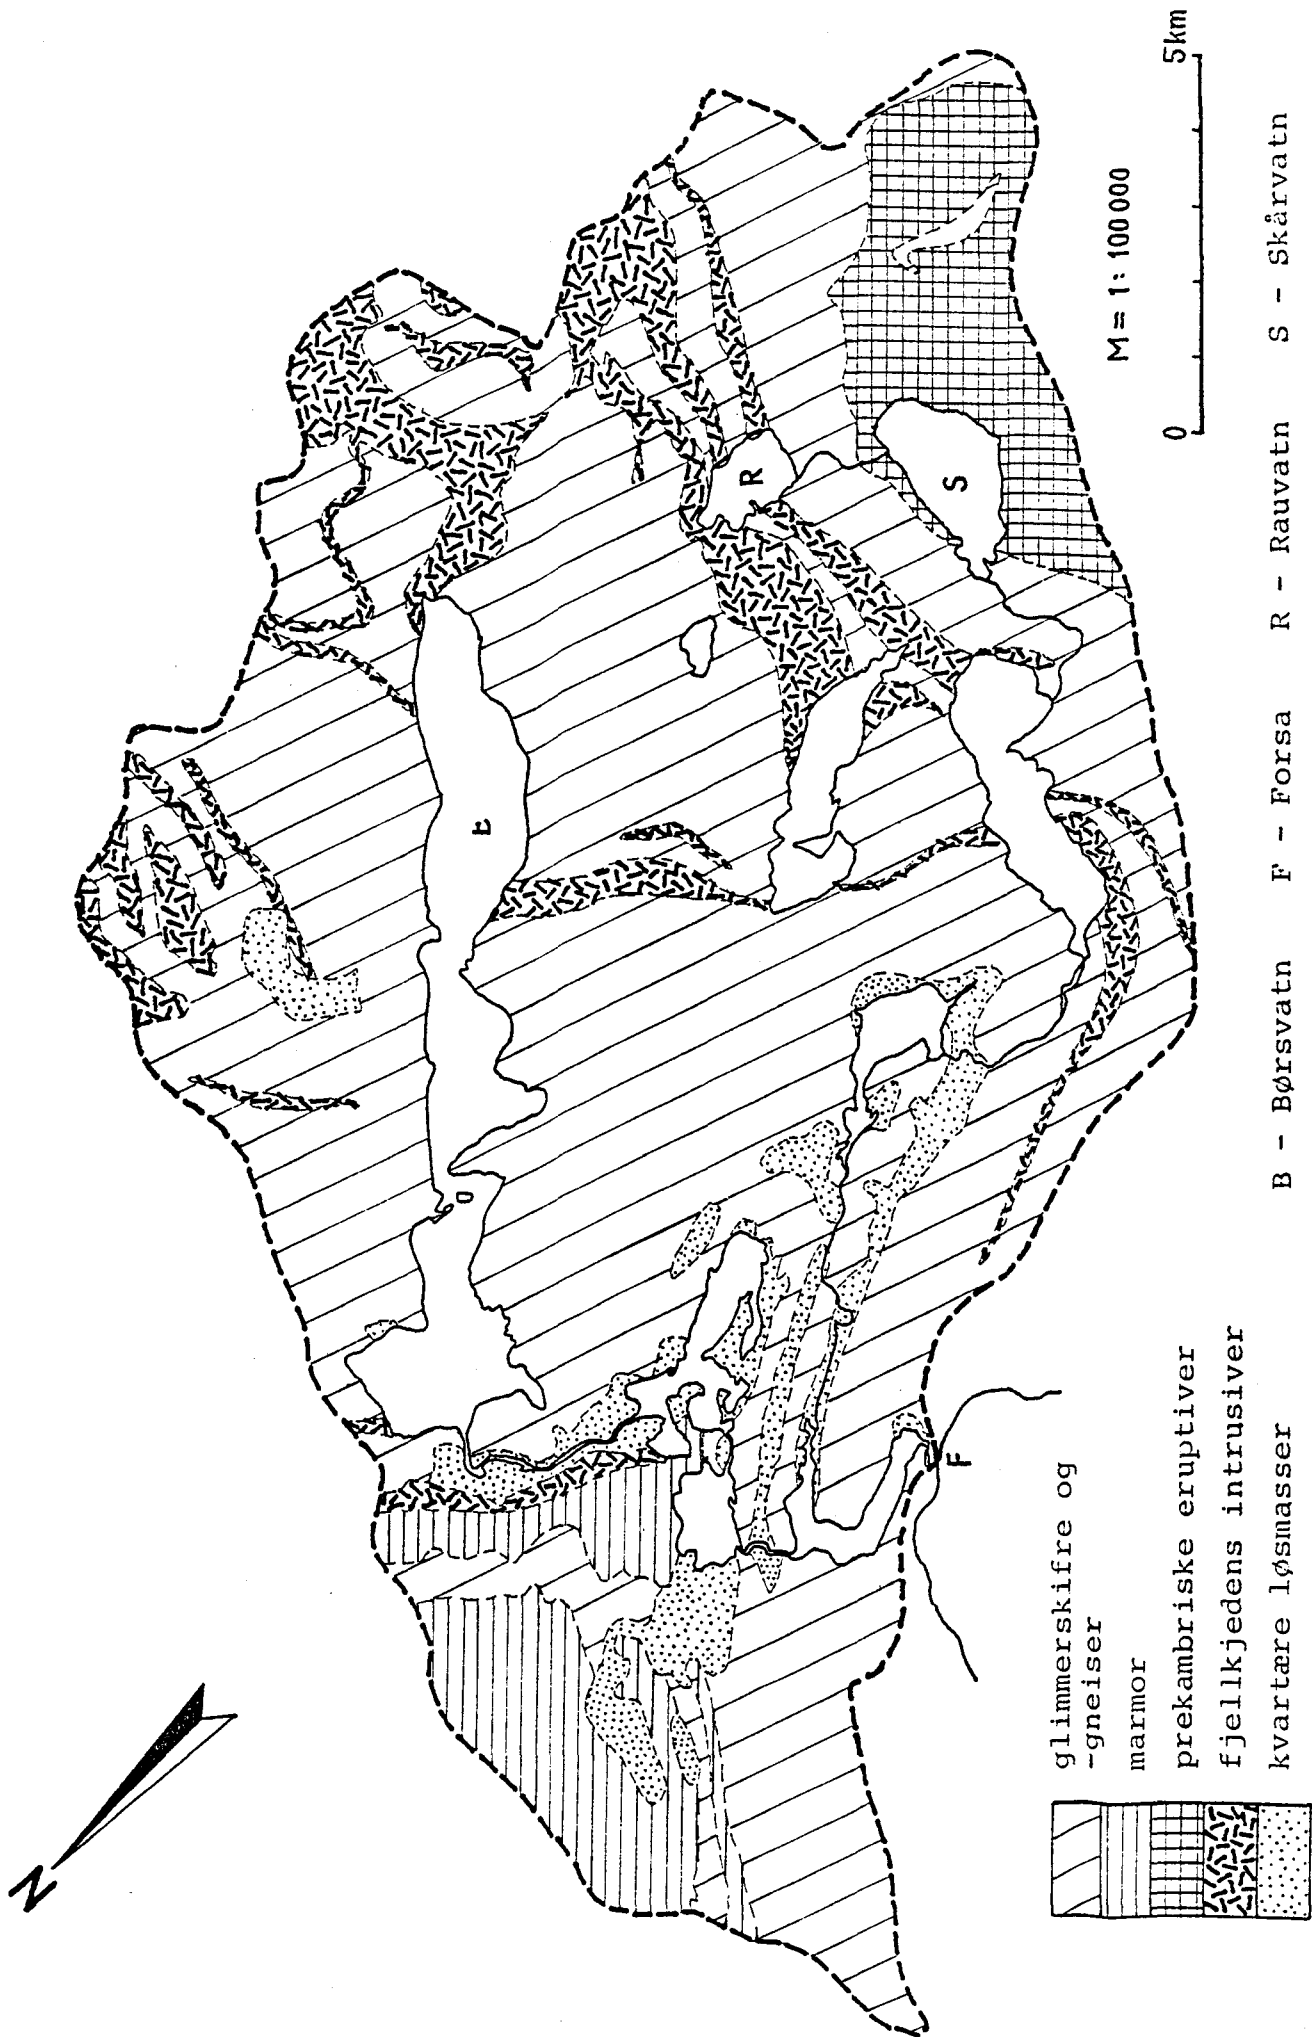 N
B
R
S
F
M = 1:100 000
0 5km
glimmerskifre og
-gneiser
marmor
prekambriske eruptiver
fjellkjedens intrusiver
kvartære løsmasser
B - Børsvatn F - Forsa R - Rauvatn S - Skårvatn